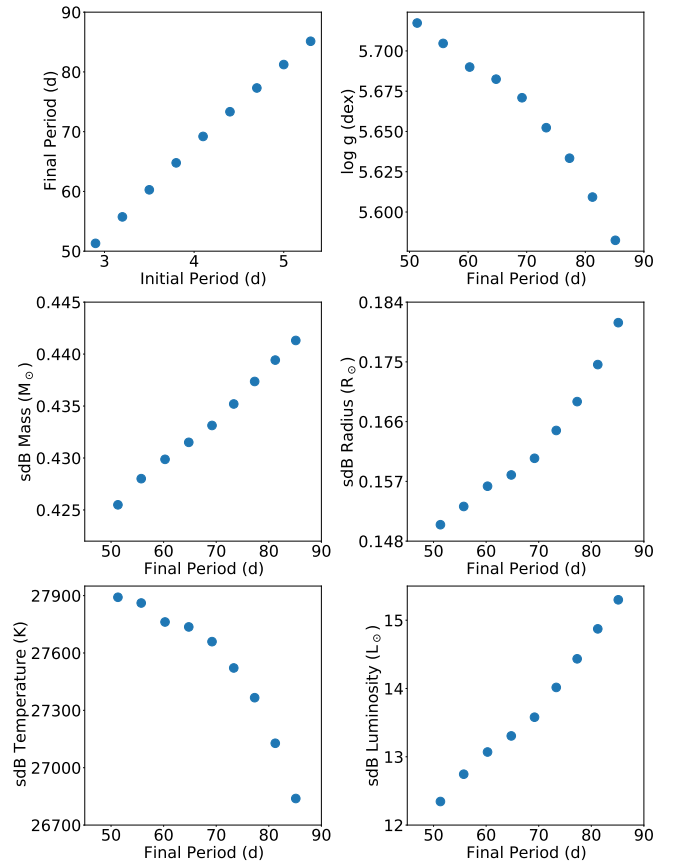 90
80
70
60
50
Final Period (d)
3 4 5
Initial Period (d)
5.700
5.675
5.650
5.625
5.600
log g (dex)
50 60 70 80 90
Final Period (d)
0.445
0.440
0.435
0.430
0.425
sdB Mass (M⊙)
50 60 70 80 90
Final Period (d)
0.184
0.175
0.166
0.157
0.148
sdB Radius (R⊙)
50 60 70 80 90
Final Period (d)
27900
27600
27300
27000
26700
sdB Temperature (K)
50 60 70 80 90
Final Period (d)
15
14
13
12
sdB Luminosity (L⊙)
50 60 70 80 90
Final Period (d)